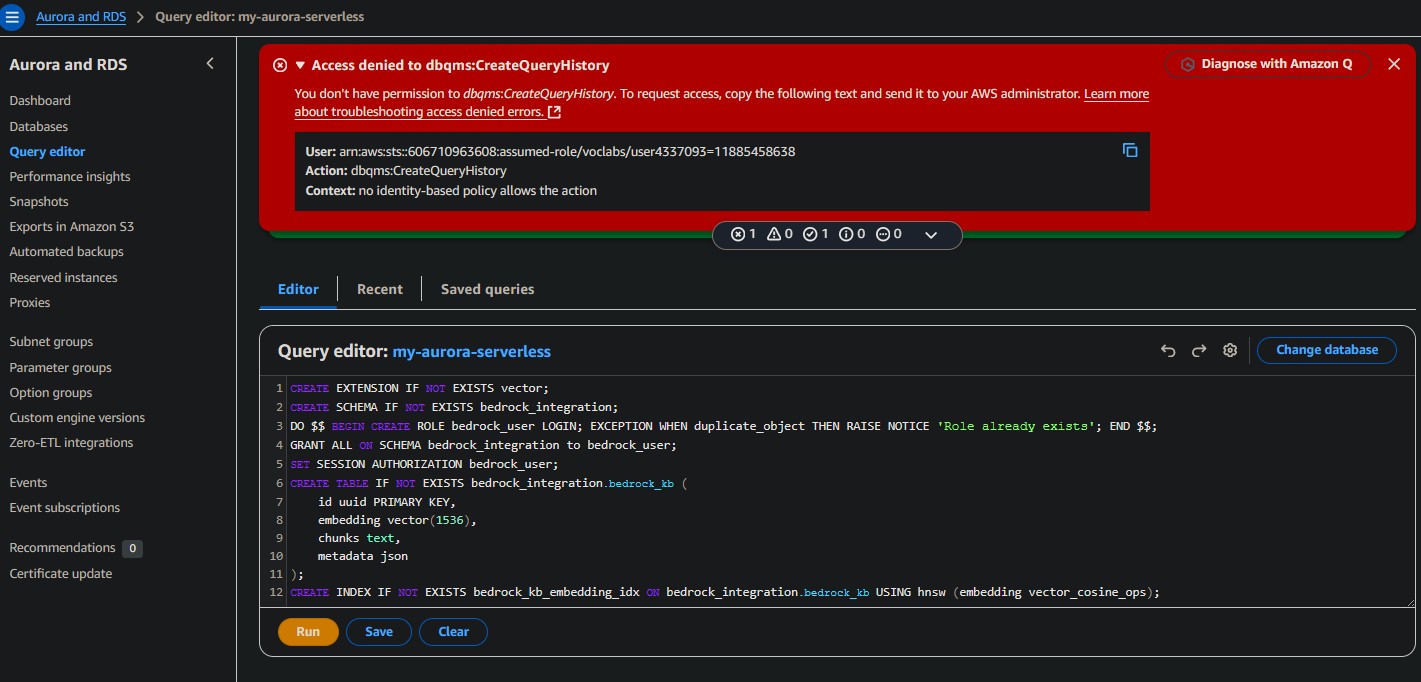 Aurora and RDS > Query editor: my-aurora-serverless
Aurora and RDS
Dashboard
Databases
Query editor
Performance insights
Snapshots
Exports in Amazon S3
Automated backups
Reserved instances
Proxies
Subnet groups
Parameter groups
Option groups
Custom engine versions
Zero-ETL integrations
Events
Event subscriptions
Recommendations 0
Certificate update
Access denied to dbqms:CreateQueryHistory
Diagnose with Amazon Q
You don't have permission to dbqms:CreateQueryHistory. To request access, copy the following text and send it to your AWS administrator. Learn more
about troubleshooting access denied errors.
User: arn:aws:sts::606710963608:assumed-role/voclabs/user4337093=11885458638
Action: dbqms:CreateQueryHistory
Context: no identity-based policy allows the action
1 0 1 0 0
Editor Recent Saved queries
Query editor: my-aurora-serverless
Change database
1 CREATE EXTENSION IF NOT EXISTS vector;
2 CREATE SCHEMA IF NOT EXISTS bedrock_integration;
3 DO $$ BEGIN CREATE ROLE bedrock_user LOGIN; EXCEPTION WHEN duplicate_object THEN RAISE NOTICE 'Role already exists'; END $$;
4 GRANT ALL ON SCHEMA bedrock_integration to bedrock_user;
5 SET SESSION AUTHORIZATION bedrock_user;
6 CREATE TABLE IF NOT EXISTS bedrock_integration.bedrock_kb (
7 id uuid PRIMARY KEY,
8 embedding vector(1536),
9 chunks text,
10 metadata json
11 );
12 CREATE INDEX IF NOT EXISTS bedrock_kb_embedding_idx ON bedrock_integration.bedrock_kb USING hnsw (embedding vector_cosine_ops);
Run Save Clear